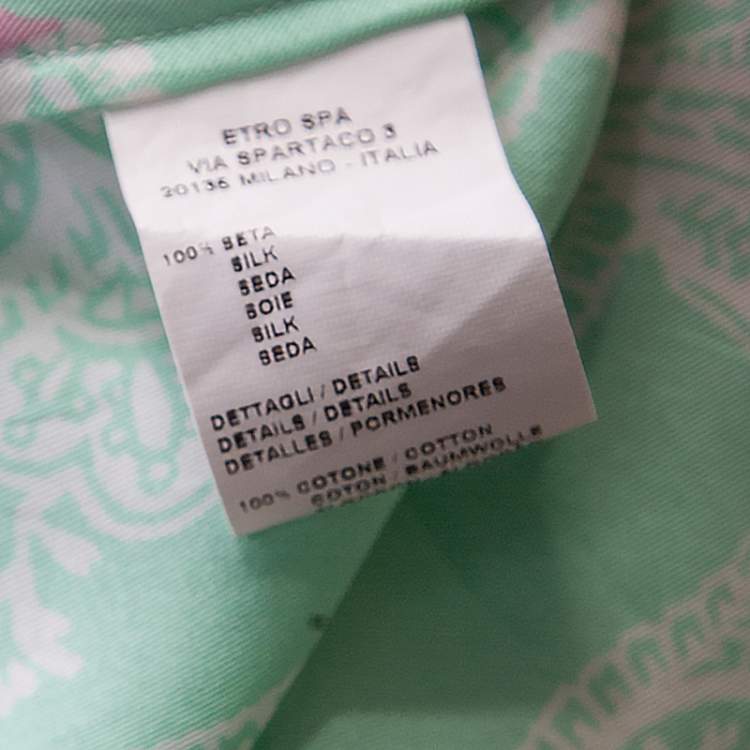 ETRO SPA
VIA SPARTACO 3
20135 MILANO - ITALIA
100% SETA
SILK
SEDA
SOIE
SILK
SEDA
DETTAGLI / DETAILS
DETAILS / DETAILS
DETALLES / PORMENORES
100% COTONE / COTTON
COTON / BAUMWOLLE